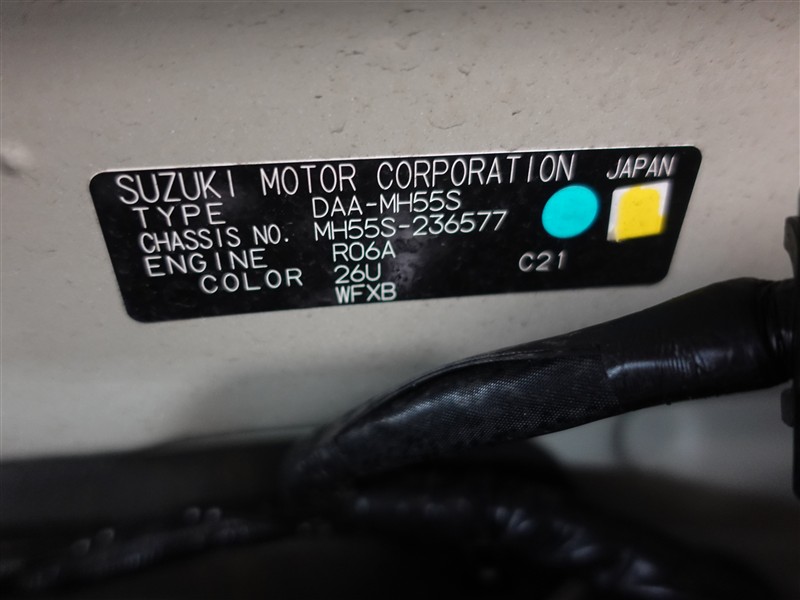 SUZUKI MOTOR CORPORATION JAPAN
TYPE DAA-MH55S
CHASSIS NO. MH55S-236577
ENGINE R06A C21
COLOR 26U
WFXB